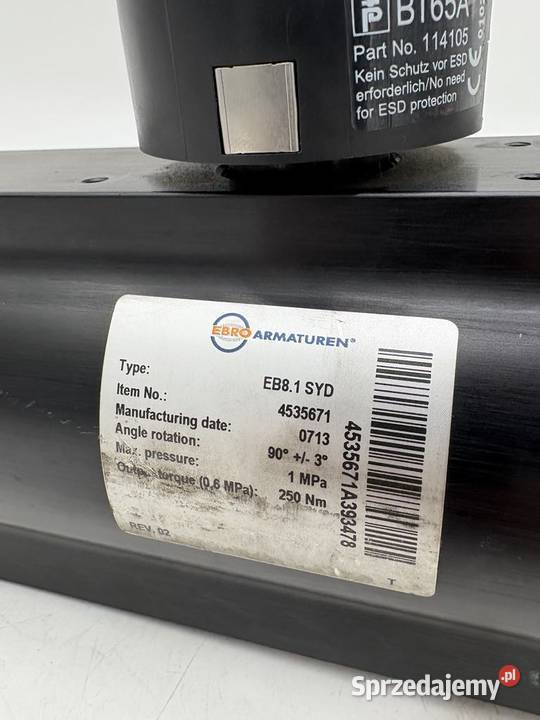 BT65A
Part No. 114105
Kein Schutz vor ESD
erforderlich/No need
for ESD protection
CE
EBRO ARMATUREN®
Type: EB8.1 SYD
Item No.: 4535671
Manufacturing date: 0713
Angle rotation: 90° +/- 3°
Max. pressure: 1 MPa
Output torque (0,6 MPa): 250 Nm
REV. 02
4535671A393478
T
Sprzedajemy.pl